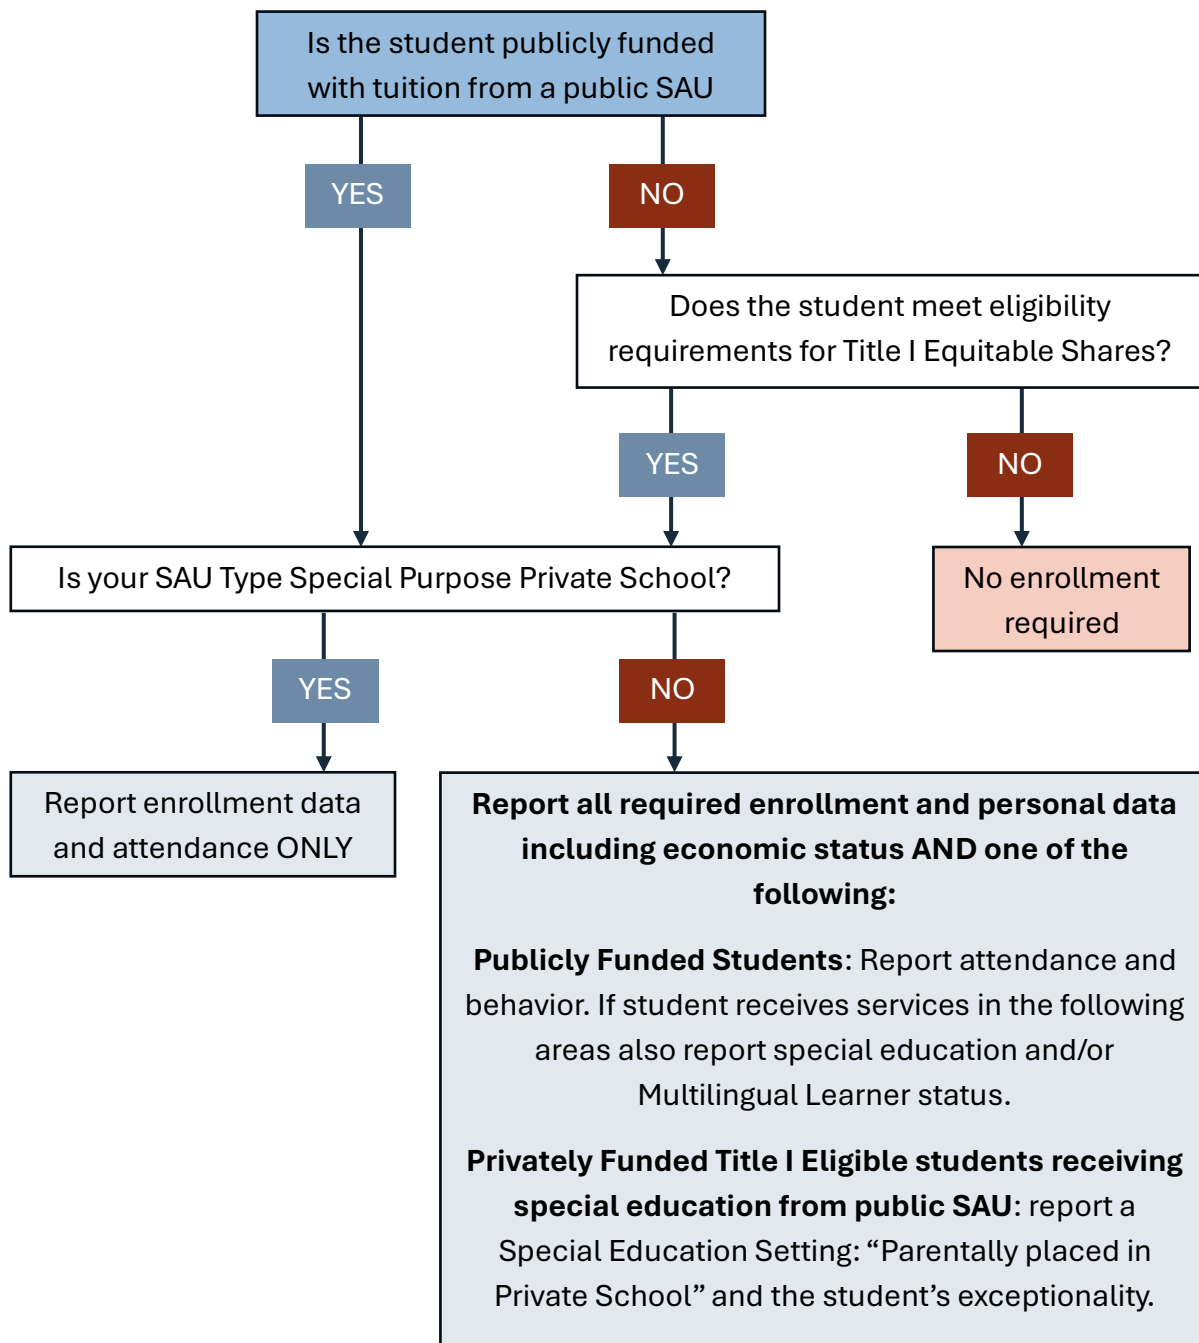 Is the student publicly funded
with tuition from a public SAU
YES
NO
Does the student meet eligibility
requirements for Title I Equitable Shares?
YES
NO
Is your SAU Type Special Purpose Private School?
No enrollment
required
YES
NO
Report enrollment data
and attendance ONLY
Report all required enrollment and personal data
including economic status AND one of the
following:
Publicly Funded Students: Report attendance and
behavior. If student receives services in the following
areas also report special education and/or
Multilingual Learner status.
Privately Funded Title I Eligible students receiving
special education from public SAU: report a
Special Education Setting: “Parentally placed in
Private School” and the student’s exceptionality.